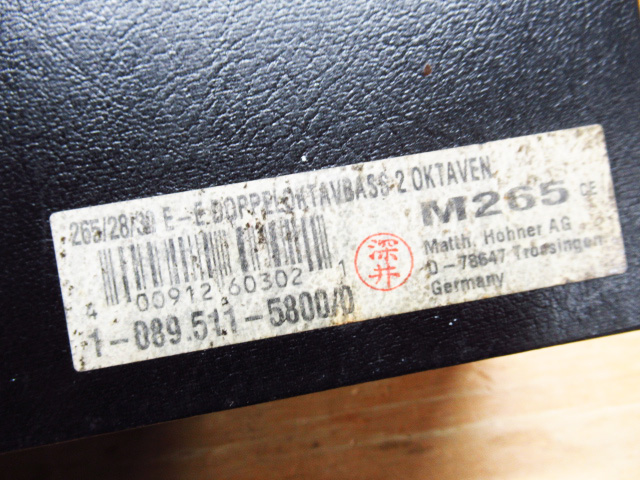 265/28/30 E-E DOPPELOKTAVBASS 2 OKTAVEN
M265 CE
4 00912 60302 1
深井
Matth. Hohner AG
D-78647 Trossingen
Germany
1-089.511-5800/0